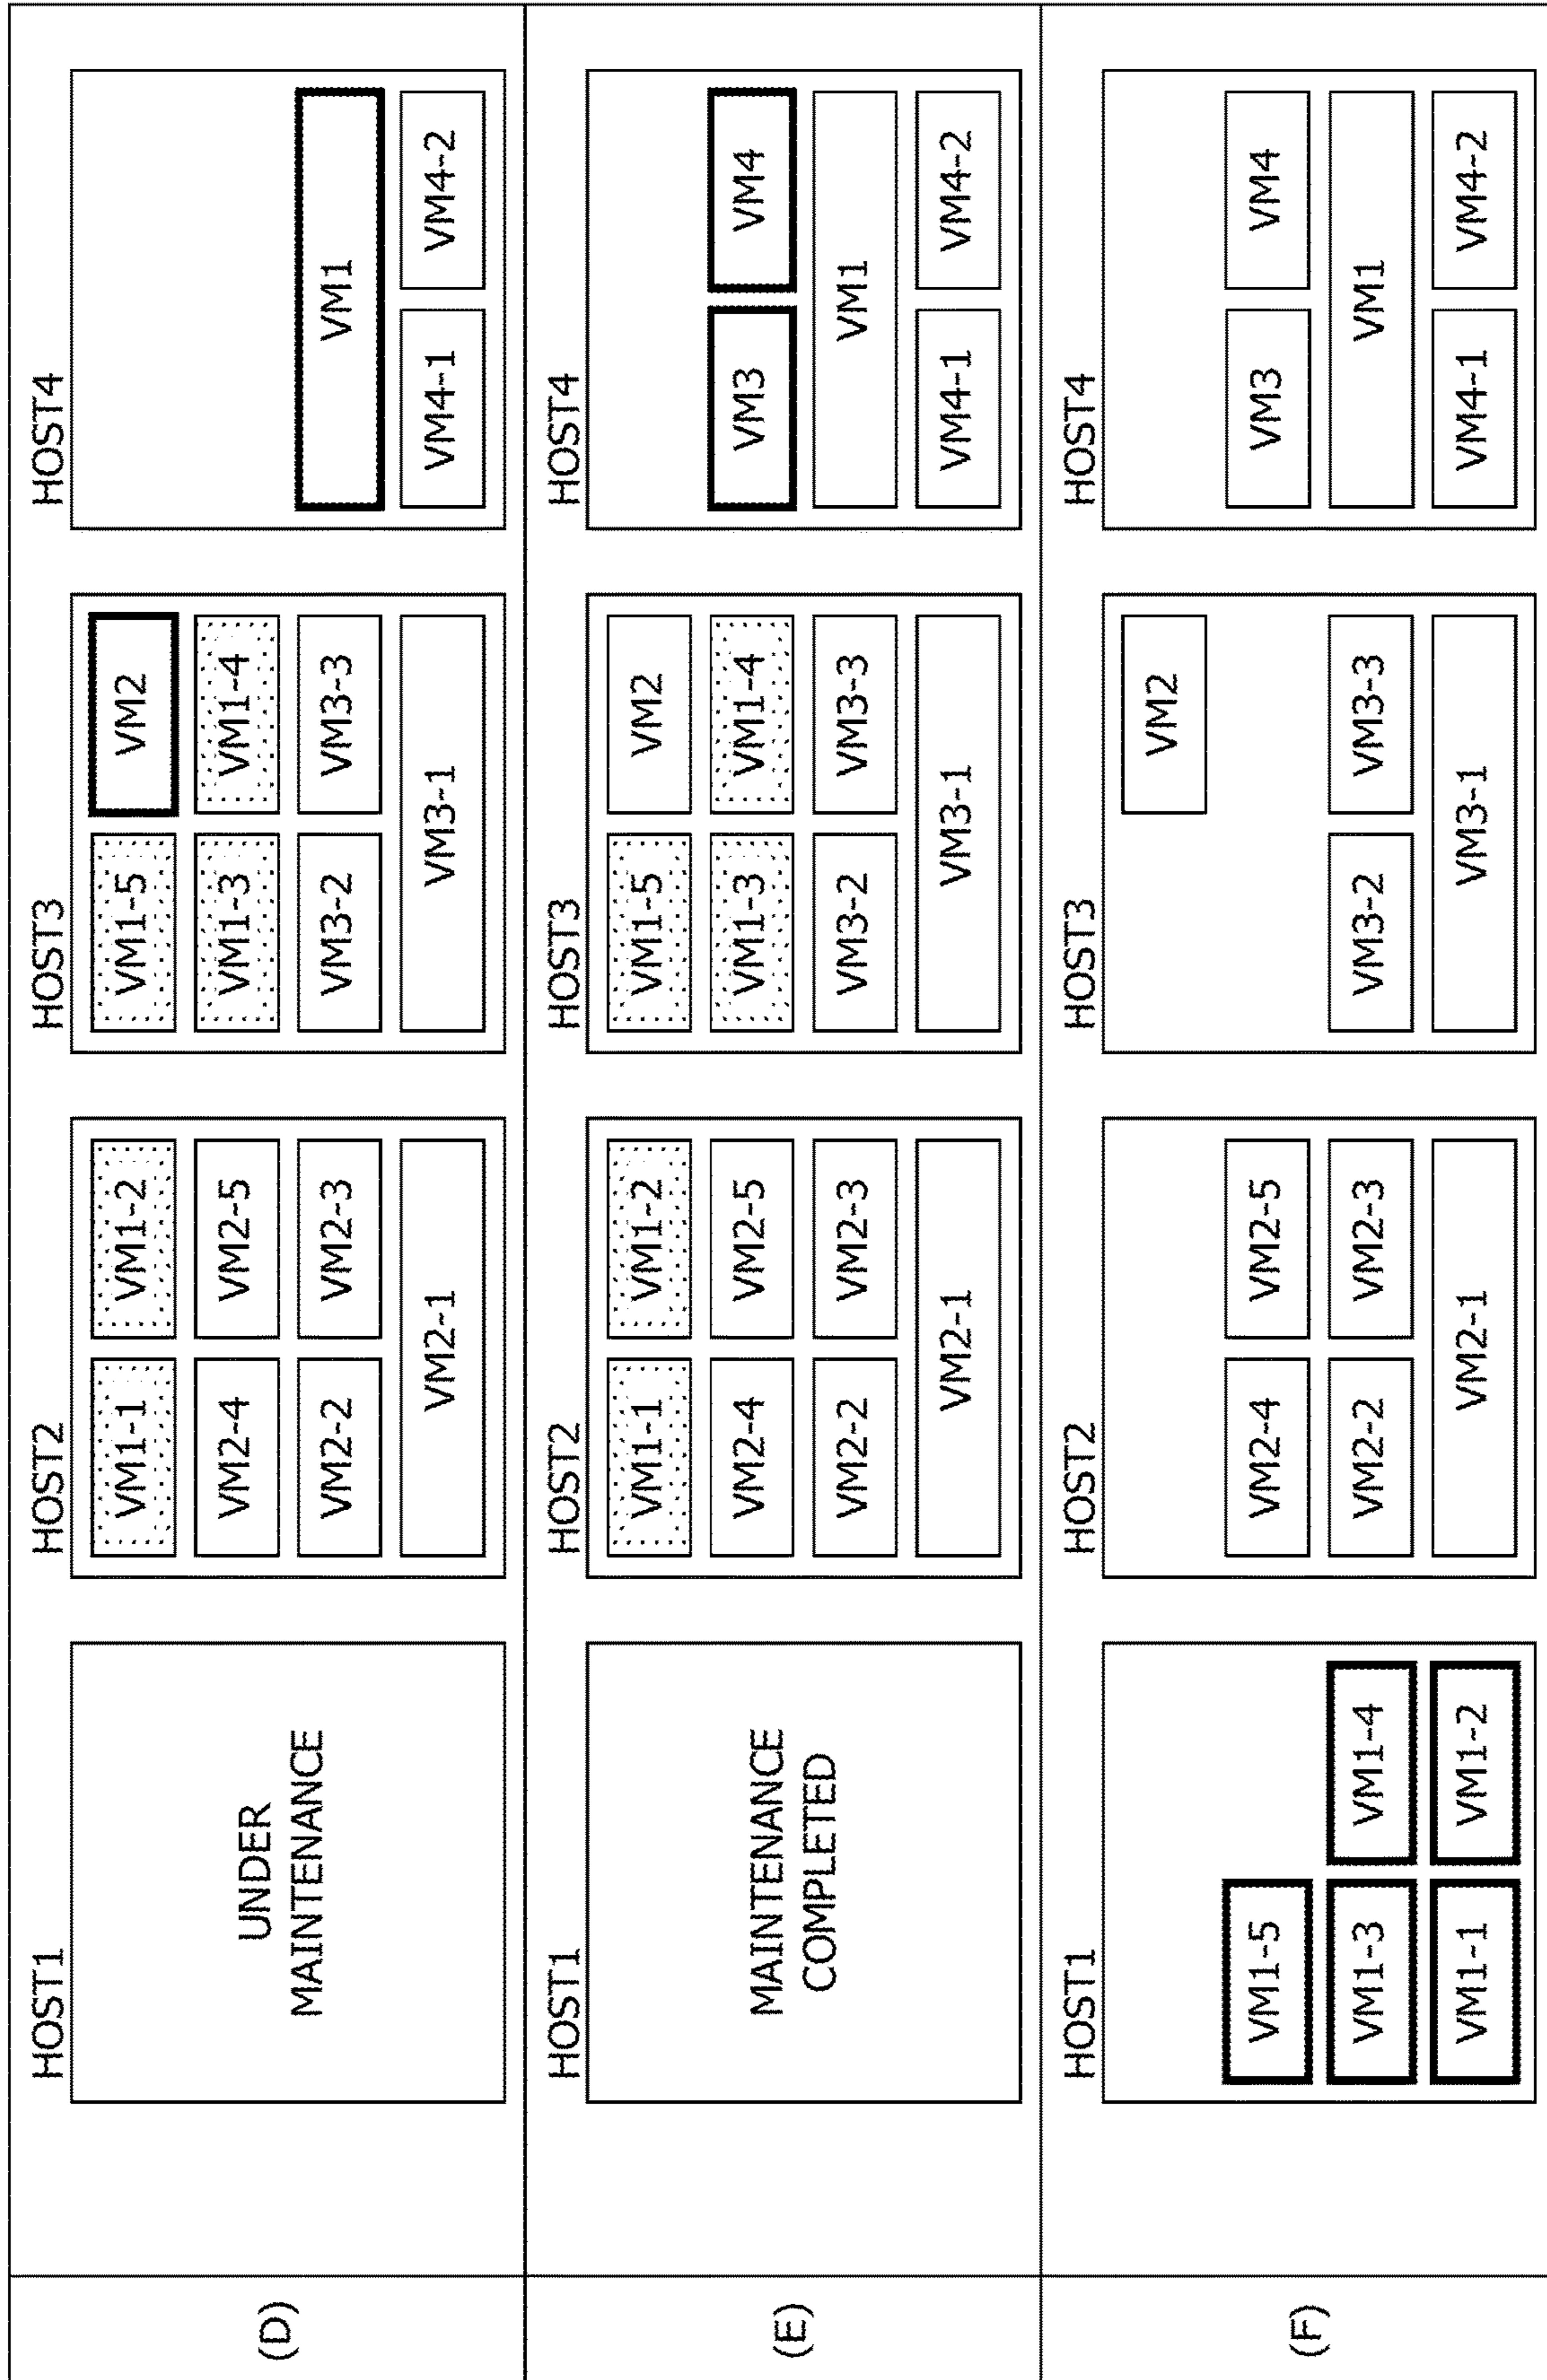 (D)
HOST1
UNDER
MAINTENANCE
HOST2
VM1-1 VM1-2
VM2-4 VM2-5
VM2-2 VM2-3
VM2-1
HOST3
VM1-5 VM2
VM1-3 VM1-4
VM3-2 VM3-3
VM3-1
HOST4
VM1
VM4-1 VM4-2
(E)
HOST1
MAINTENANCE
COMPLETED
HOST2
VM1-1 VM1-2
VM2-4 VM2-5
VM2-2 VM2-3
VM2-1
HOST3
VM1-5 VM2
VM1-3 VM1-4
VM3-2 VM3-3
VM3-1
HOST4
VM3 VM4
VM1
VM4-1 VM4-2
(F)
HOST1
VM1-5
VM1-3 VM1-4
VM1-1 VM1-2
HOST2
VM2-4 VM2-5
VM2-2 VM2-3
VM2-1
HOST3
VM2
VM3-2 VM3-3
VM3-1
HOST4
VM3 VM4
VM1
VM4-1 VM4-2